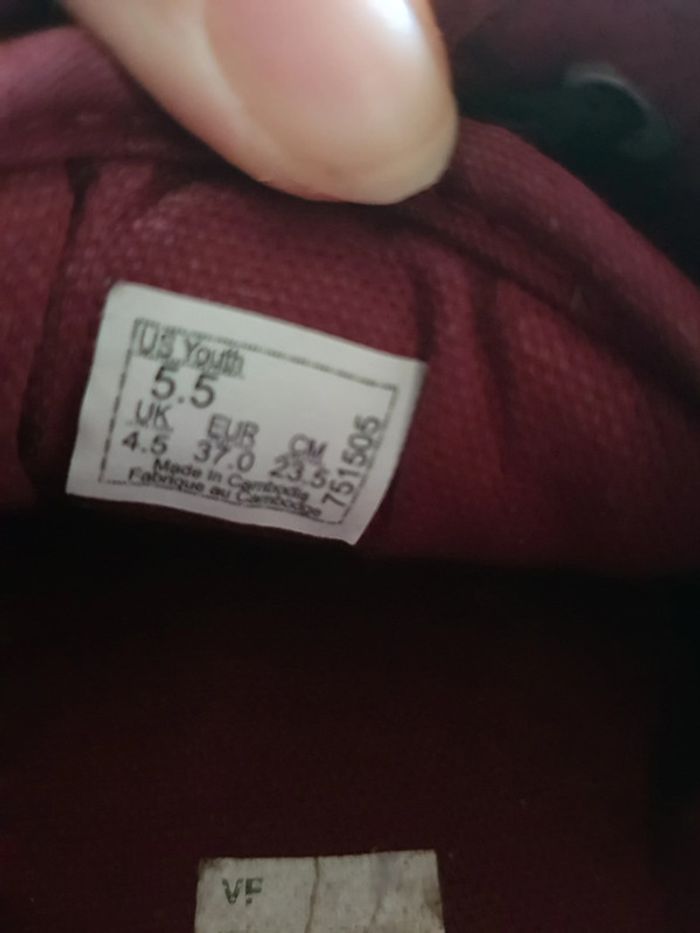 US Youth
5.5
UK EUR CM
4.5 37.0 23.5
Made in Cambodia
Fabrique au Cambodge
751505
VF